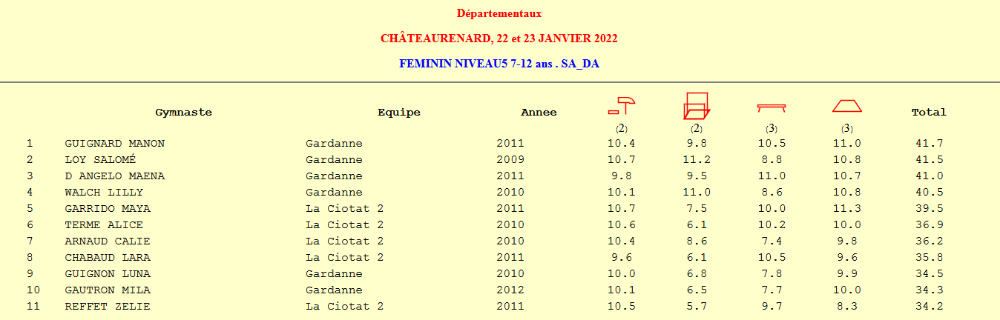 Départementaux
CHÂTEAURENARD, 22 et 23 JANVIER 2022
FEMININ NIVEAU5 7-12 ans . SA_DA
Gymnaste Equipe Annee Total
(2) (2) (3) (3)
1 GUIGNARD MANON Gardanne 2011 10.4 9.8 10.5 11.0 41.7
2 LOY SALOMÉ Gardanne 2009 10.7 11.2 8.8 10.8 41.5
3 D ANGELO MAENA Gardanne 2011 9.8 9.5 11.0 10.7 41.0
4 WALCH LILLY Gardanne 2010 10.1 11.0 8.6 10.8 40.5
5 GARRIDO MAYA La Ciotat 2 2011 10.7 7.5 10.0 11.3 39.5
6 TERME ALICE La Ciotat 2 2010 10.6 6.1 10.2 10.0 36.9
7 ARNAUD CALIE La Ciotat 2 2010 10.4 8.6 7.4 9.8 36.2
8 CHABAUD LARA La Ciotat 2 2011 9.6 6.1 10.5 9.6 35.8
9 GUIGNON LUNA Gardanne 2010 10.0 6.8 7.8 9.9 34.5
10 GAUTRON MILA Gardanne 2012 10.1 6.5 7.7 10.0 34.3
11 REFFET ZELIE La Ciotat 2 2011 10.5 5.7 9.7 8.3 34.2